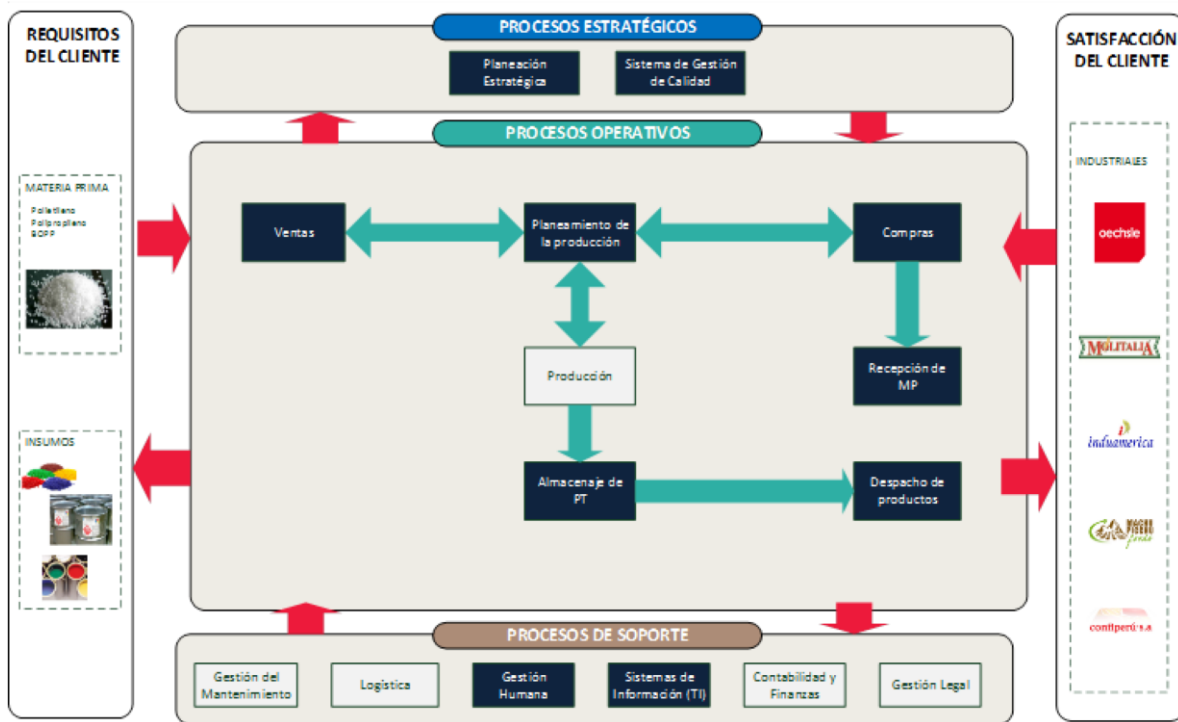 REQUISITOS
DEL CLIENTE
MATERIA PRIMA
Polietileno
Polipropileno
BOPP
INSUMOS
PROCESOS ESTRATÉGICOS
Planeación
Estratégica
Sistema de Gestión
de Calidad
PROCESOS OPERATIVOS
Ventas
Planeamiento de
la producción
Compras
Producción
Recepción de
MP
Almacenaje de
PT
Despacho de
productos
PROCESOS DE SOPORTE
Gestión del
Mantenimiento
Logística
Gestión
Humana
Sistemas de
Información (TI)
Contabilidad y
Finanzas
Gestión Legal
SATISFACCIÓN
DEL CLIENTE
INDUSTRIALES
oechsle
MOLITALIA
induamerica
confiperú s.a